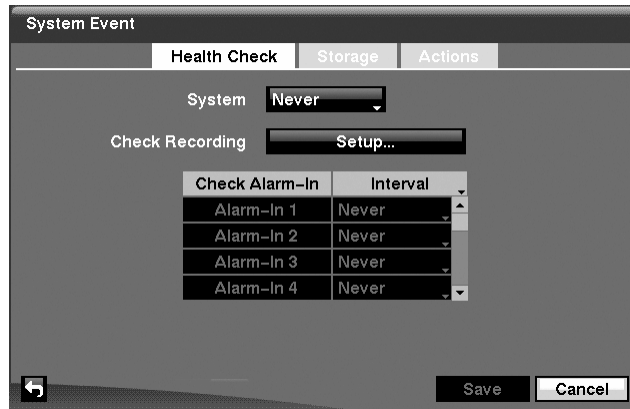 System Event
Health Check Storage Actions
System Never
Check Recording Setup...
Check Alarm-In Interval
Alarm-In 1 Never
Alarm-In 2 Never
Alarm-In 3 Never
Alarm-In 4 Never
Save Cancel